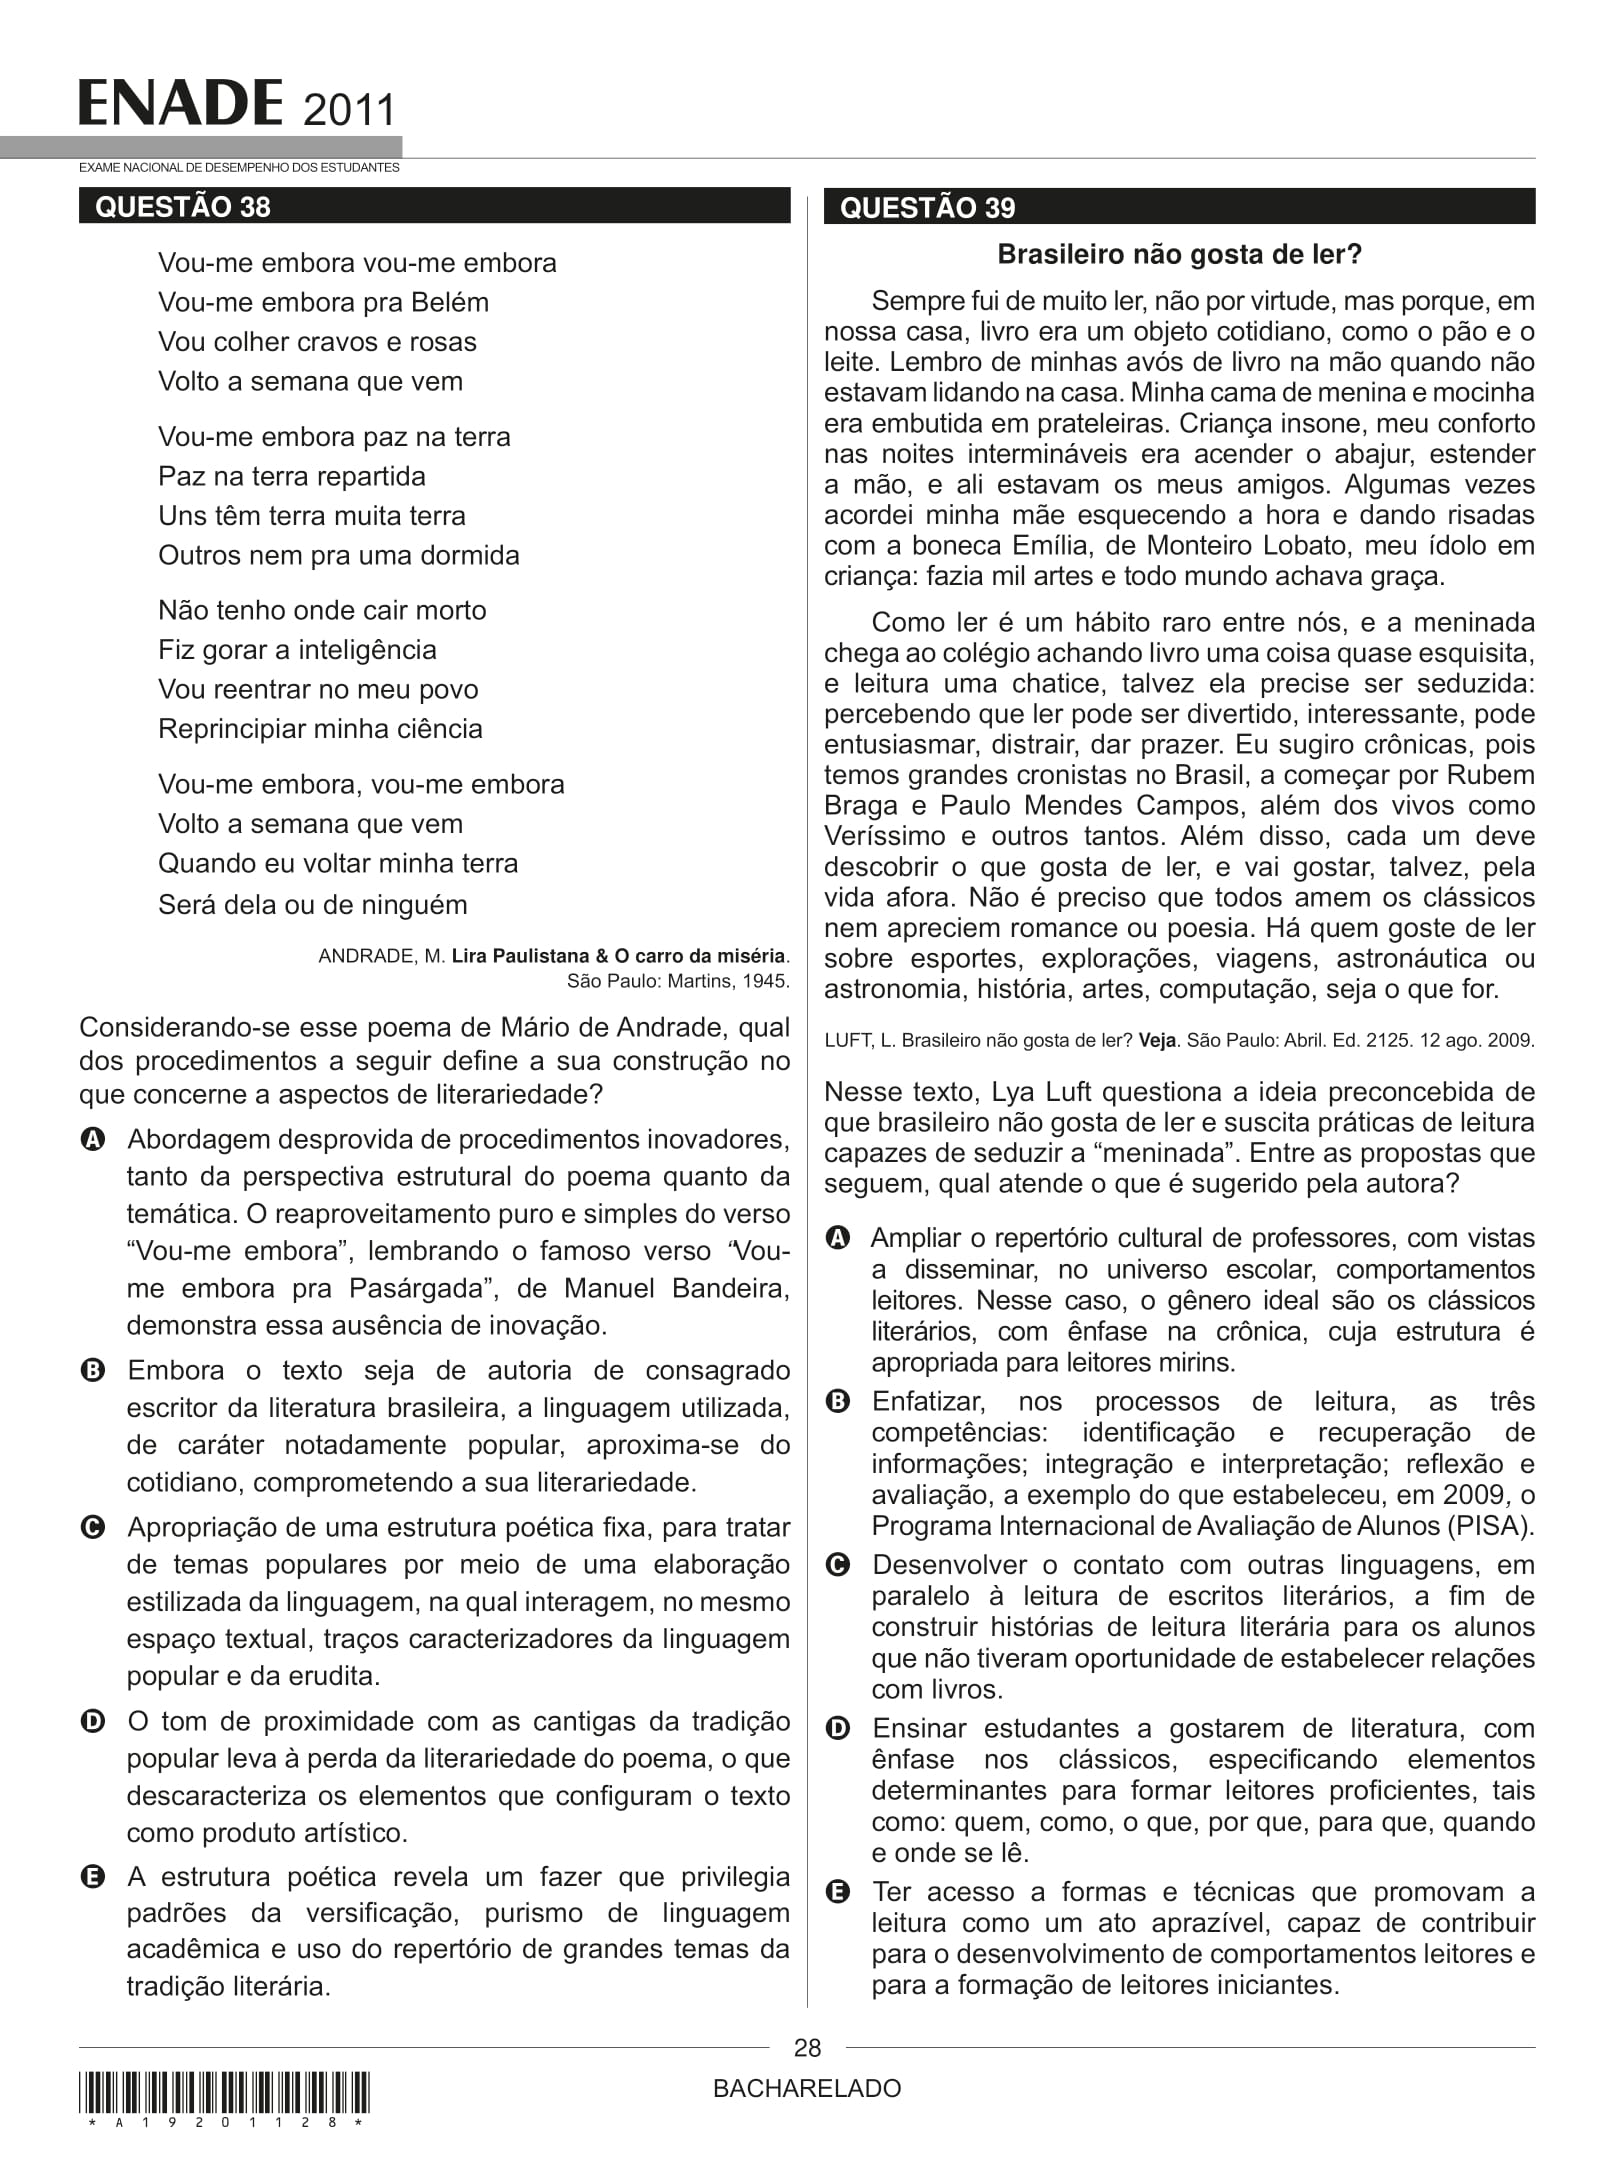 ENADE 2011
EXAME NACIONAL DE DESEMPENHO DOS ESTUDANTES
QUESTÃO 38
Vou-me embora vou-me embora
Vou-me embora pra Belém
Vou colher cravos e rosas
Volto a semana que vem
Vou-me embora paz na terra
Paz na terra repartida
Uns têm terra muita terra
Outros nem pra uma dormida
Não tenho onde cair morto
Fiz gorar a inteligência
Vou reentrar no meu povo
Reprincipiar minha ciência
Vou-me embora, vou-me embora
Volto a semana que vem
Quando eu voltar minha terra
Será dela ou de ninguém
ANDRADE, M. Lira Paulistana & O carro da miséria.
São Paulo: Martins, 1945.
Considerando-se esse poema de Mário de Andrade, qual
dos procedimentos a seguir define a sua construção no
que concerne a aspectos de literariedade?
A Abordagem desprovida de procedimentos inovadores,
tanto da perspectiva estrutural do poema quanto da
temática. O reaproveitamento puro e simples do verso
“Vou-me embora”, lembrando o famoso verso “Vou-
me embora pra Pasárgada”, de Manuel Bandeira,
demonstra essa ausência de inovação.
B Embora o texto seja de autoria de consagrado
escritor da literatura brasileira, a linguagem utilizada,
de caráter notadamente popular, aproxima-se do
cotidiano, comprometendo a sua literariedade.
C Apropriação de uma estrutura poética fixa, para tratar
de temas populares por meio de uma elaboração
estilizada da linguagem, na qual interagem, no mesmo
espaço textual, traços caracterizadores da linguagem
popular e da erudita.
D O tom de proximidade com as cantigas da tradição
popular leva à perda da literariedade do poema, o que
descaracteriza os elementos que configuram o texto
como produto artístico.
E A estrutura poética revela um fazer que privilegia
padrões da versificação, purismo de linguagem
acadêmica e uso do repertório de grandes temas da
tradição literária.
QUESTÃO 39
Brasileiro não gosta de ler?
Sempre fui de muito ler, não por virtude, mas porque, em
nossa casa, livro era um objeto cotidiano, como o pão e o
leite. Lembro de minhas avós de livro na mão quando não
estavam lidando na casa. Minha cama de menina e mocinha
era embutida em prateleiras. Criança insone, meu conforto
nas noites intermináveis era acender o abajur, estender
a mão, e ali estavam os meus amigos. Algumas vezes
acordei minha mãe esquecendo a hora e dando risadas
com a boneca Emília, de Monteiro Lobato, meu ídolo em
criança: fazia mil artes e todo mundo achava graça.
Como ler é um hábito raro entre nós, e a meninada
chega ao colégio achando livro uma coisa quase esquisita,
e leitura uma chatice, talvez ela precise ser seduzida:
percebendo que ler pode ser divertido, interessante, pode
entusiasmar, distrair, dar prazer. Eu sugiro crônicas, pois
temos grandes cronistas no Brasil, a começar por Rubem
Braga e Paulo Mendes Campos, além dos vivos como
Veríssimo e outros tantos. Além disso, cada um deve
descobrir o que gosta de ler, e vai gostar, talvez, pela
vida afora. Não é preciso que todos amem os clássicos
nem apreciem romance ou poesia. Há quem goste de ler
sobre esportes, explorações, viagens, astronáutica ou
astronomia, história, artes, computação, seja o que for.
LUFT, L. Brasileiro não gosta de ler? Veja. São Paulo: Abril. Ed. 2125. 12 ago. 2009.
Nesse texto, Lya Luft questiona a ideia preconcebida de
que brasileiro não gosta de ler e suscita práticas de leitura
capazes de seduzir a “meninada”. Entre as propostas que
seguem, qual atende o que é sugerido pela autora?
A Ampliar o repertório cultural de professores, com vistas
a disseminar, no universo escolar, comportamentos
leitores. Nesse caso, o gênero ideal são os clássicos
literários, com ênfase na crônica, cuja estrutura é
apropriada para leitores mirins.
B Enfatizar, nos processos de leitura, as três
competências: identificação e recuperação de
informações; integração e interpretação; reflexão e
avaliação, a exemplo do que estabeleceu, em 2009, o
Programa Internacional de Avaliação de Alunos (PISA).
C Desenvolver o contato com outras linguagens, em
paralelo à leitura de escritos literários, a fim de
construir histórias de leitura literária para os alunos
que não tiveram oportunidade de estabelecer relações
com livros.
D Ensinar estudantes a gostarem de literatura, com
ênfase nos clássicos, especificando elementos
determinantes para formar leitores proficientes, tais
como: quem, como, o que, por que, para que, quando
e onde se lê.
E Ter acesso a formas e técnicas que promovam a
leitura como um ato aprazível, capaz de contribuir
para o desenvolvimento de comportamentos leitores e
para a formação de leitores iniciantes.
28
BACHARELADO
* A 1 9 2 0 1 1 2 8 *